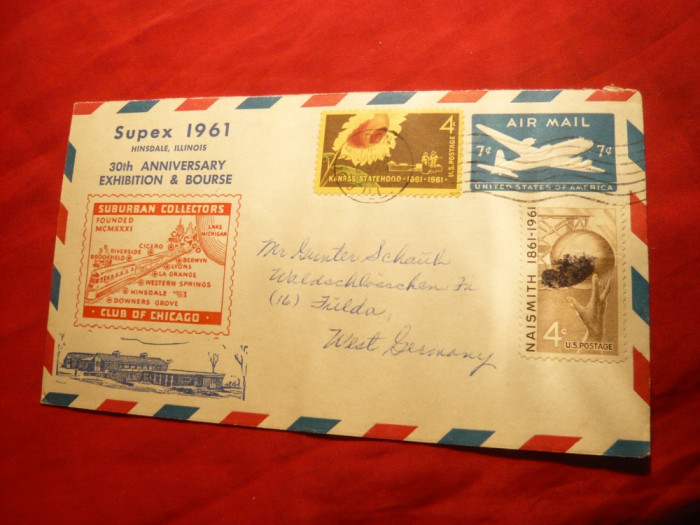 Supex 1961
HINSDALE, ILLINOIS
30th ANNIVERSARY
EXHIBITION & BOURSE
SUBURBAN COLLECTORS
FOUNDED
MCMXXXI
CHICAGO
LAKE
MICHIGAN
CICERO
RIVERSIDE
BROOKFIELD
BERWYN
LYONS
LA GRANGE
WESTERN SPRINGS
HINSDALE
DOWNERS GROVE
CLUB OF CHICAGO
4¢
U.S. POSTAGE
KANSAS STATEHOOD · 1861-1961
AIR MAIL
7¢ 7¢
UNITED STATES OF AMERICA
NAISMITH 1861-1961
4¢
U.S. POSTAGE
Mr Gunter Schaub
Waldschlösschen
(16) Fulda,
West Germany